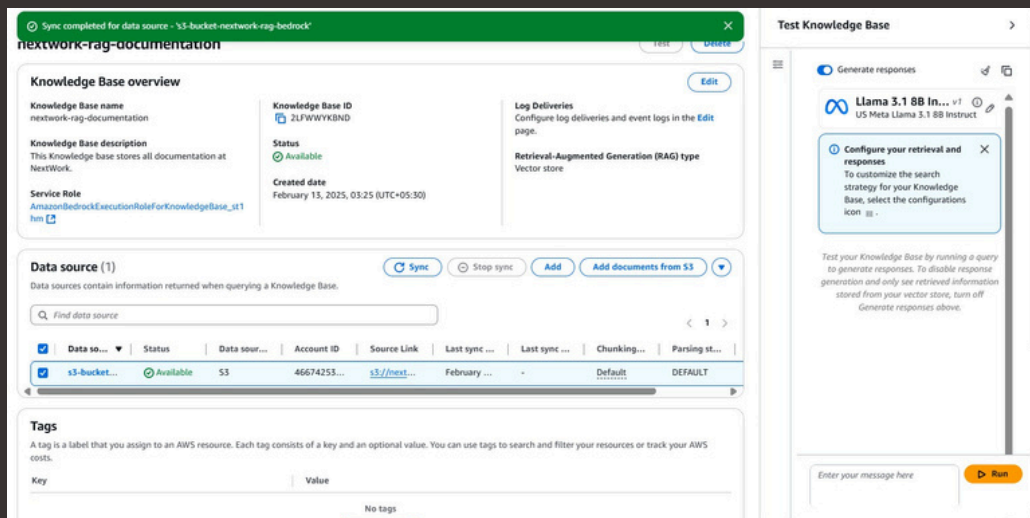 Sync completed for data source - 's3-bucket-nextwork-rag-bedrock'
nextwork-rag-documentation
Test
Delete
Knowledge Base overview
Edit
Knowledge Base name
nextwork-rag-documentation
Knowledge Base description
This Knowledge base stores all documentation at
NextWork.
Service Role
AmazonBedrockExecutionRoleForKnowledgeBase_st1
hm
Knowledge Base ID
2LFWWYKBND
Status
Available
Created date
February 13, 2025, 03:25 (UTC+05:30)
Log Deliveries
Configure log deliveries and event logs in the Edit
page.
Retrieval-Augmented Generation (RAG) type
Vector store
Data source (1)
Sync
Stop sync
Add
Add documents from S3
Data sources contain information returned when querying a Knowledge Base.
Find data source
1
Data so...
Status
Data sour...
Account ID
Source Link
Last sync ...
Last sync ...
Chunking...
Parsing st...
s3-bucket...
Available
S3
46674253...
s3://next...
February ...
-
Default
DEFAULT
Tags
A tag is a label that you assign to an AWS resource. Each tag consists of a key and an optional value. You can use tags to search and filter your resources or track your AWS
costs.
Key
Value
No tags
Test Knowledge Base
Generate responses
Llama 3.1 8B In... v1
US Meta Llama 3.1 8B Instruct
Configure your retrieval and
responses
To customize the search
strategy for your Knowledge
Base, select the configurations
icon .
Test your Knowledge Base by running a query
to generate responses. To disable response
generation and only see retrieved information
stored from your vector store, turn off
Generate responses above.
Enter your message here
Run